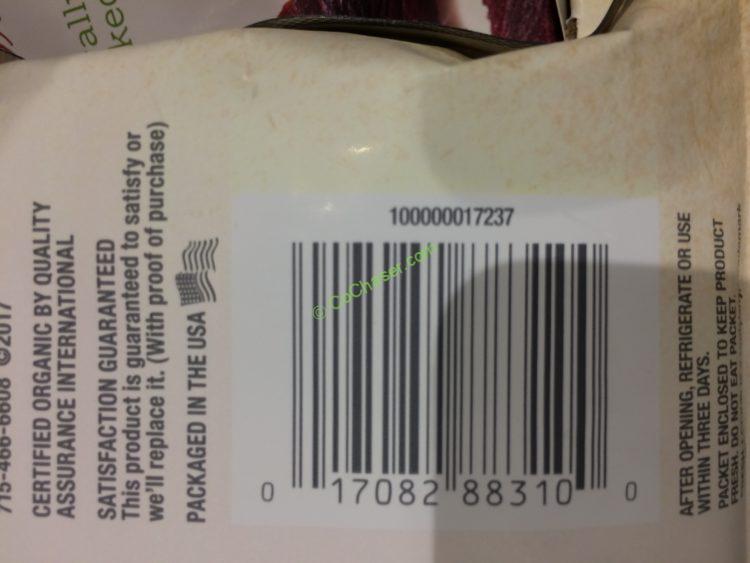 ally
ked
715-466-6608 ©2017
CERTIFIED ORGANIC BY QUALITY
ASSURANCE INTERNATIONAL
SATISFACTION GUARANTEED
This product is guaranteed to satisfy or
we'll replace it. (With proof of purchase)
PACKAGED IN THE USA
100000017237
© CoChaser.com
0 17082 88310 0
AFTER OPENING, REFRIGERATE OR USE
WITHIN THREE DAYS.
PACKET ENCLOSED TO KEEP PRODUCT
FRESH. DO NOT EAT PACKET.